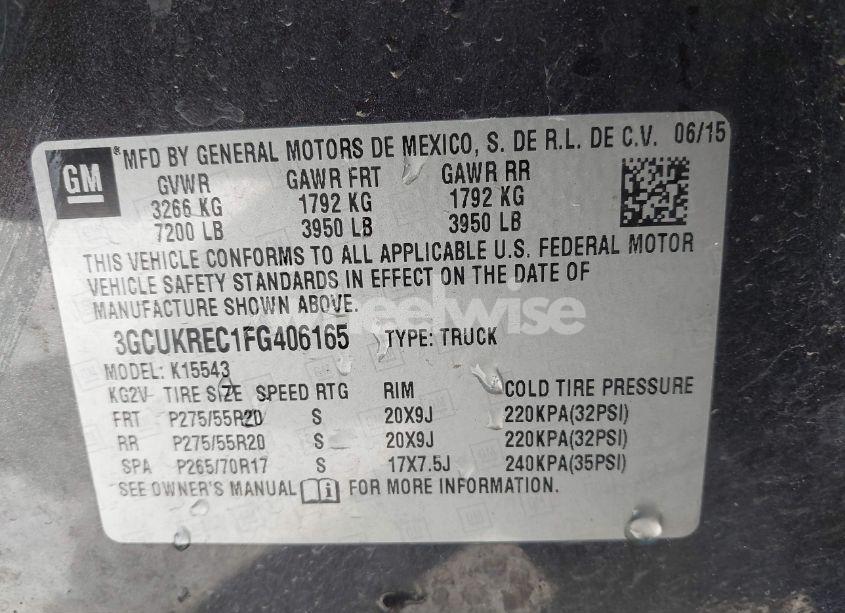 GM ®MFD BY GENERAL MOTORS DE MEXICO, S. DE R.L. DE C.V. 06/15
GVWR GAWR FRT GAWR RR
3266 KG 1792 KG 1792 KG
7200 LB 3950 LB 3950 LB
THIS VEHICLE CONFORMS TO ALL APPLICABLE U.S. FEDERAL MOTOR
VEHICLE SAFETY STANDARDS IN EFFECT ON THE DATE OF
MANUFACTURE SHOWN ABOVE.
3GCUKREC1FG406165 TYPE: TRUCK
MODEL: K15543
KG2V- TIRE SIZE SPEED RTG RIM COLD TIRE PRESSURE
FRT P275/55R20 S 20X9J 220KPA(32PSI)
RR P275/55R20 S 20X9J 220KPA(32PSI)
SPA P265/70R17 S 17X7.5J 240KPA(35PSI)
SEE OWNER'S MANUAL FOR MORE INFORMATION.